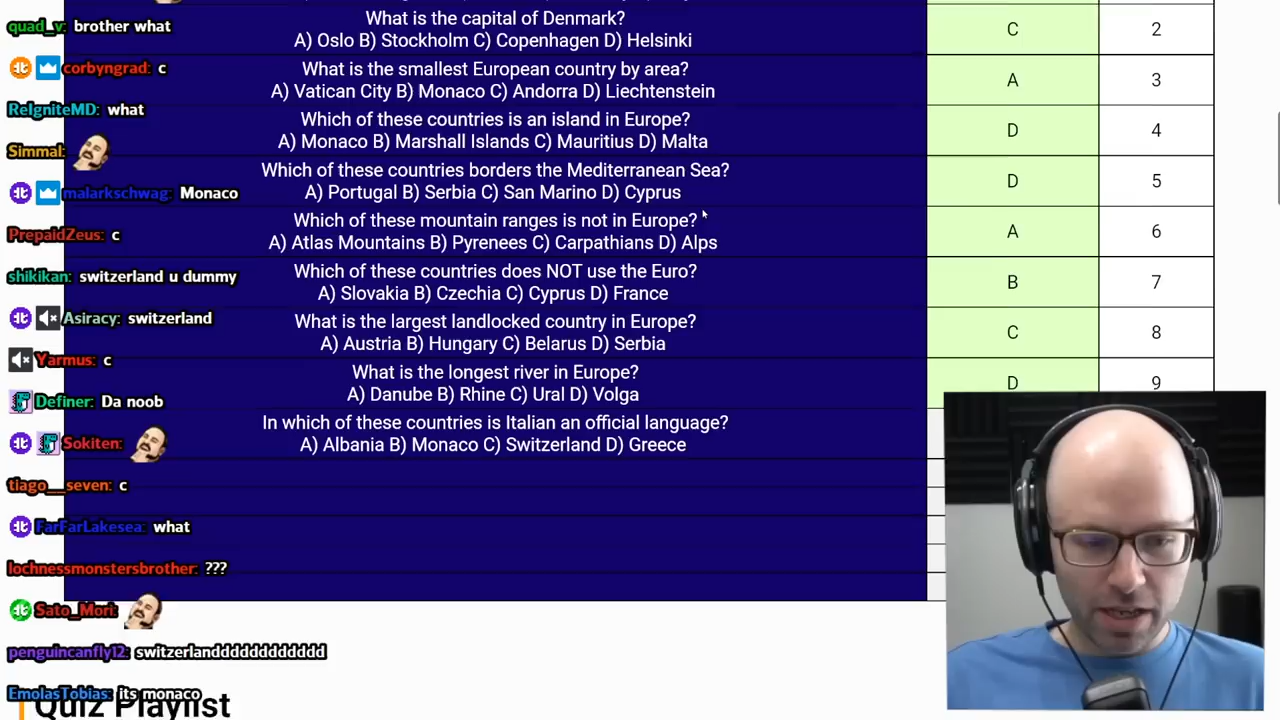 What is the capital of Denmark?
A) Oslo B) Stockholm C) Copenhagen D) Helsinki
C
2
What is the smallest European country by area?
A) Vatican City B) Monaco C) Andorra D) Liechtenstein
A
3
Which of these countries is an island in Europe?
A) Monaco B) Marshall Islands C) Mauritius D) Malta
D
4
Which of these countries borders the Mediterranean Sea?
A) Portugal B) Serbia C) San Marino D) Cyprus
D
5
Which of these mountain ranges is not in Europe?
A) Atlas Mountains B) Pyrenees C) Carpathians D) Alps
A
6
Which of these countries does NOT use the Euro?
A) Slovakia B) Czechia C) Cyprus D) France
B
7
What is the largest landlocked country in Europe?
A) Austria B) Hungary C) Belarus D) Serbia
C
8
What is the longest river in Europe?
A) Danube B) Rhine C) Ural D) Volga
D
9
In which of these countries is Italian an official language?
A) Albania B) Monaco C) Switzerland D) Greece
quad_v: brother what
corbyngrad: c
ReIgniteMD: what
Simmal:
malarkschwag: Monaco
PrepaidZeus: c
shikikan: switzerland u dummy
Asiracy: switzerland
Yarmus: c
Definer: Da noob
Sokiten:
tiago__seven: c
FarFarLakesea: what
lochnessmonstersbrother: ???
Sato_Mori:
penguincanfly12: switzerlanddddddddddddd
EmolasTobias: its monaco
Quiz Playlist